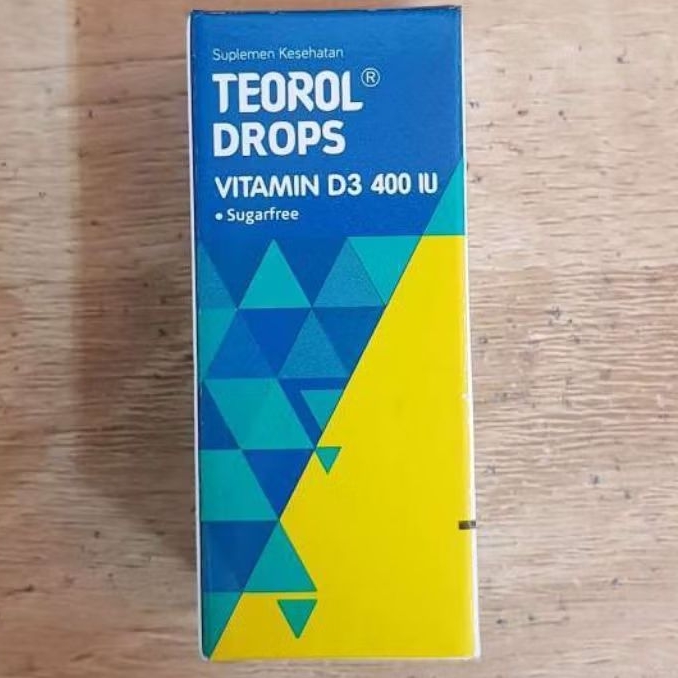 Suplemen Kesehatan
TEOROL®
DROPS
VITAMIN D3 400 IU
• Sugarfree